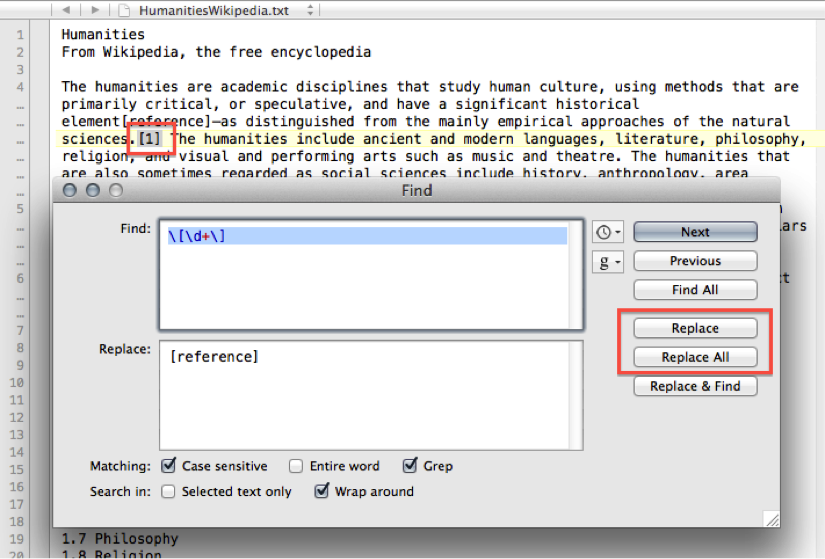 HumanitiesWikipedia.txt
1 Humanities
2 From Wikipedia, the free encyclopedia
3
4 The humanities are academic disciplines that study human culture, using methods that are
… primarily critical, or speculative, and have a significant historical
… element[reference]—as distinguished from the mainly empirical approaches of the natural
… sciences.[1] The humanities include ancient and modern languages, literature, philosophy,
… religion, and visual and performing arts such as music and theatre. The humanities that
… are also sometimes regarded as social sciences include history, anthropology, area
Find
Find:
\[\d+\]
g
Next
Previous
Find All
Replace
Replace All
Replace & Find
Replace:
[reference]
Matching: Case sensitive Entire word Grep
Search in: Selected text only Wrap around
5
…
…
…
6
…
…
7
8
9
10
11
12
13
14
15
16
17
18
19 1.7 Philosophy
20 1.8 Religion